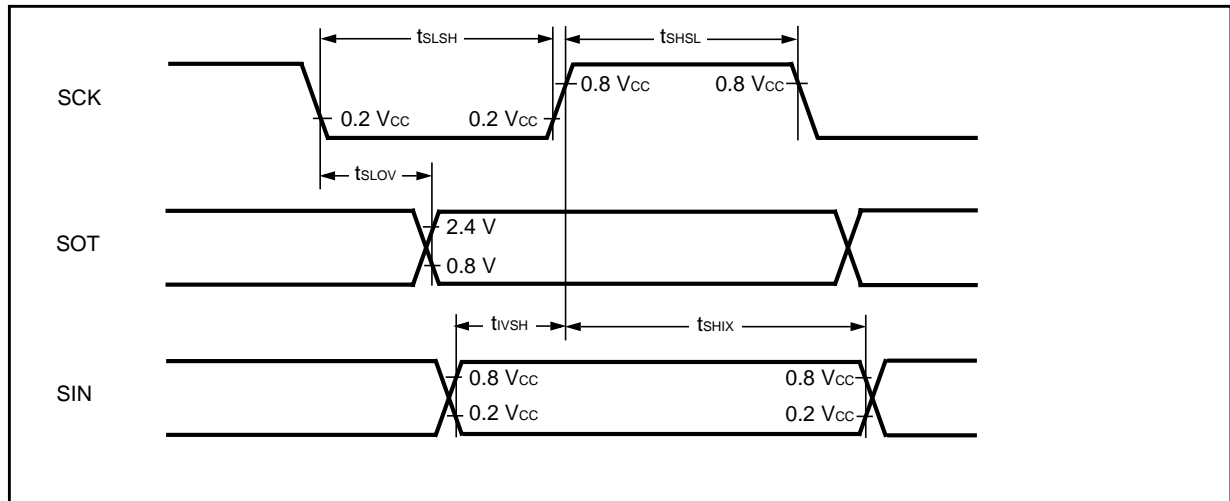 tSLSH
tSHSL
SCK
0.8 VCC
0.8 VCC
0.2 VCC
0.2 VCC
tSLOV
SOT
2.4 V
0.8 V
tIVSH
tSHIX
SIN
0.8 VCC
0.8 VCC
0.2 VCC
0.2 VCC